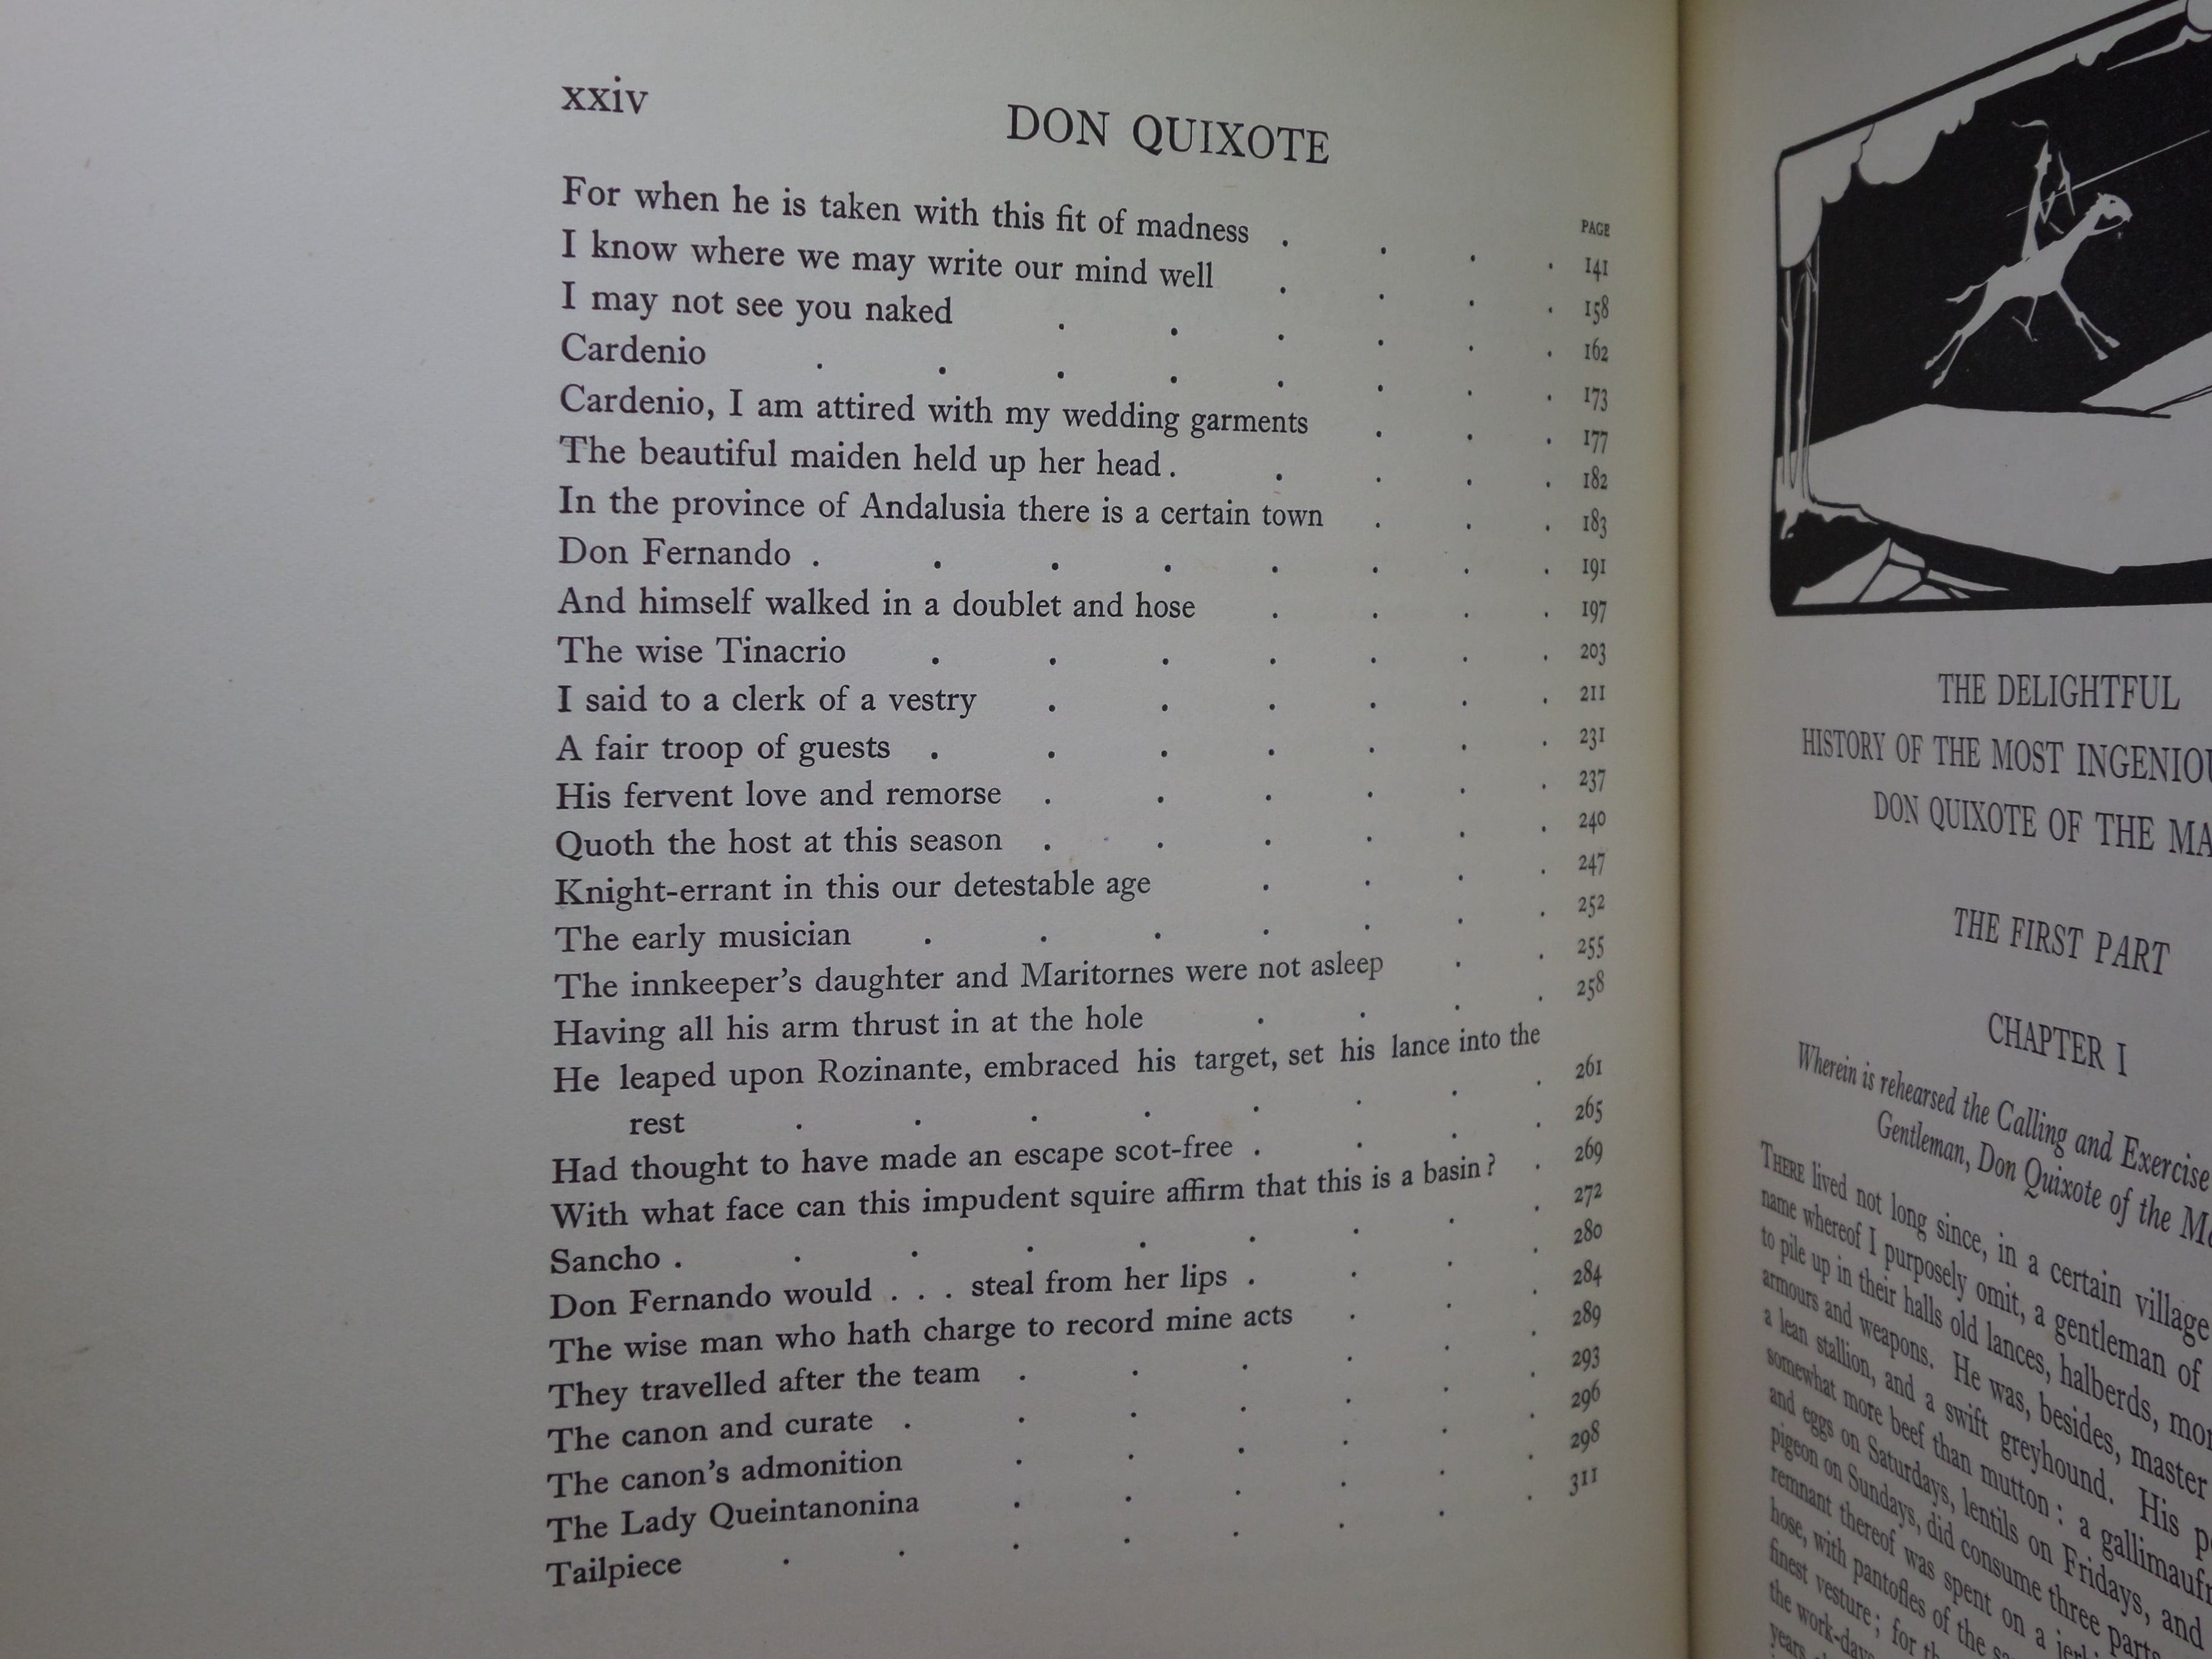 xxiv
DON QUIXOTE
PAGE
For when he is taken with this fit of madness 141
I know where we may write our mind well 158
I may not see you naked 162
Cardenio 173
Cardenio, I am attired with my wedding garments 177
The beautiful maiden held up her head 182
In the province of Andalusia there is a certain town 183
Don Fernando 191
And himself walked in a doublet and hose 197
The wise Tinacrio 203
I said to a clerk of a vestry 211
A fair troop of guests 231
His fervent love and remorse 237
Quoth the host at this season 240
Knight-errant in this our detestable age 247
The early musician 252
The innkeeper's daughter and Maritornes were not asleep 255
Having all his arm thrust in at the hole 258
He leaped upon Rozinante, embraced his target, set his lance into the
rest 261
Had thought to have made an escape scot-free 265
With what face can this impudent squire affirm that this is a basin? 269
Sancho 272
Don Fernando would . . . steal from her lips 280
The wise man who hath charge to record mine acts 284
They travelled after the team 289
The canon and curate 293
The canon's admonition 296
The Lady Queintanonina 298
Tailpiece 311
THE DELIGHTFUL
HISTORY OF THE MOST
DON QUIXOTE OF THE
THE FIRST PART
CHAPTER I
Wherein is rehearsed the Calling and Exercise
Gentleman, Don Quixote of the
THERE lived not long since, in a certain village
name whereof I purposely omit, a gentleman of
to pile up in their halls old lances, halberds,
armours and weapons. He was, besides, master
a lean stallion, and a swift greyhound. His
somewhat more beef than mutton: a
and eggs on Saturdays, lentils on Fridays, and
pigeon on Sundays, did consume three
remnant thereof was spent on a
hose, with pantofles of the
finest vesture; for
the
years